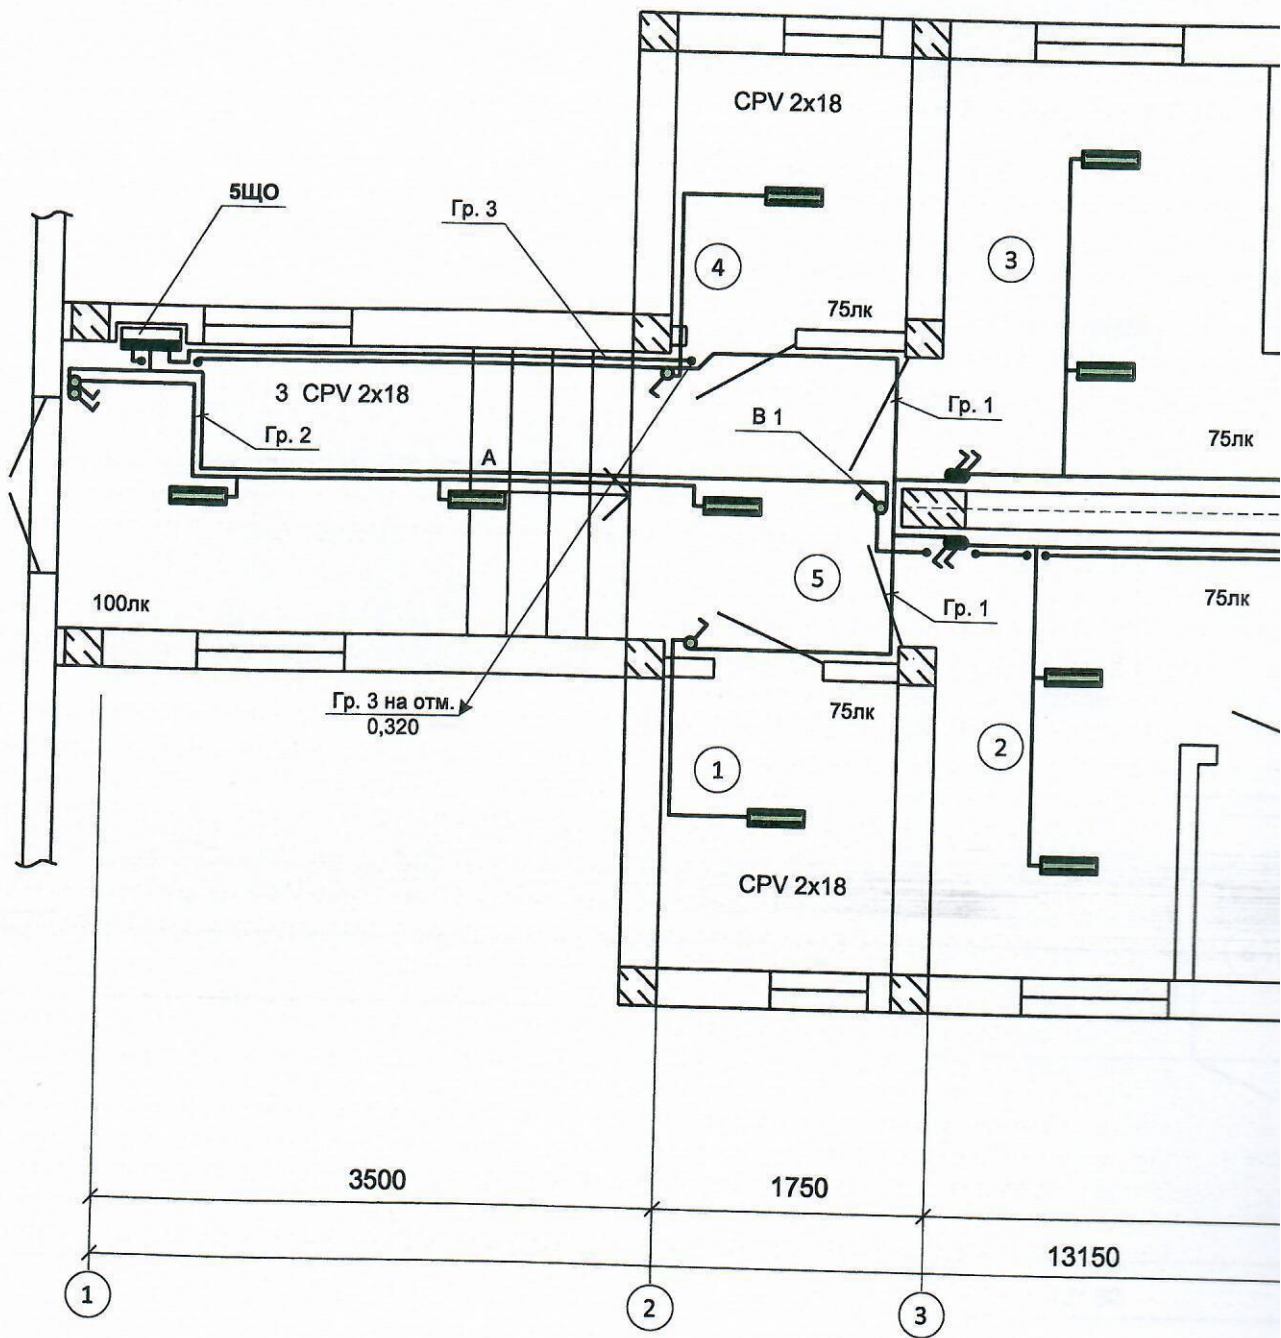 CPV 2x18
5ЩО
Гр. 3
4
3
75лк
3 CPV 2x18
Гр. 1
В 1
Гр. 2
75лк
А
5
100лк
Гр. 1
75лк
Гр. 3 на отм.
0,320
75лк
1
2
CPV 2x18
3500
1750
13150
1
2
3